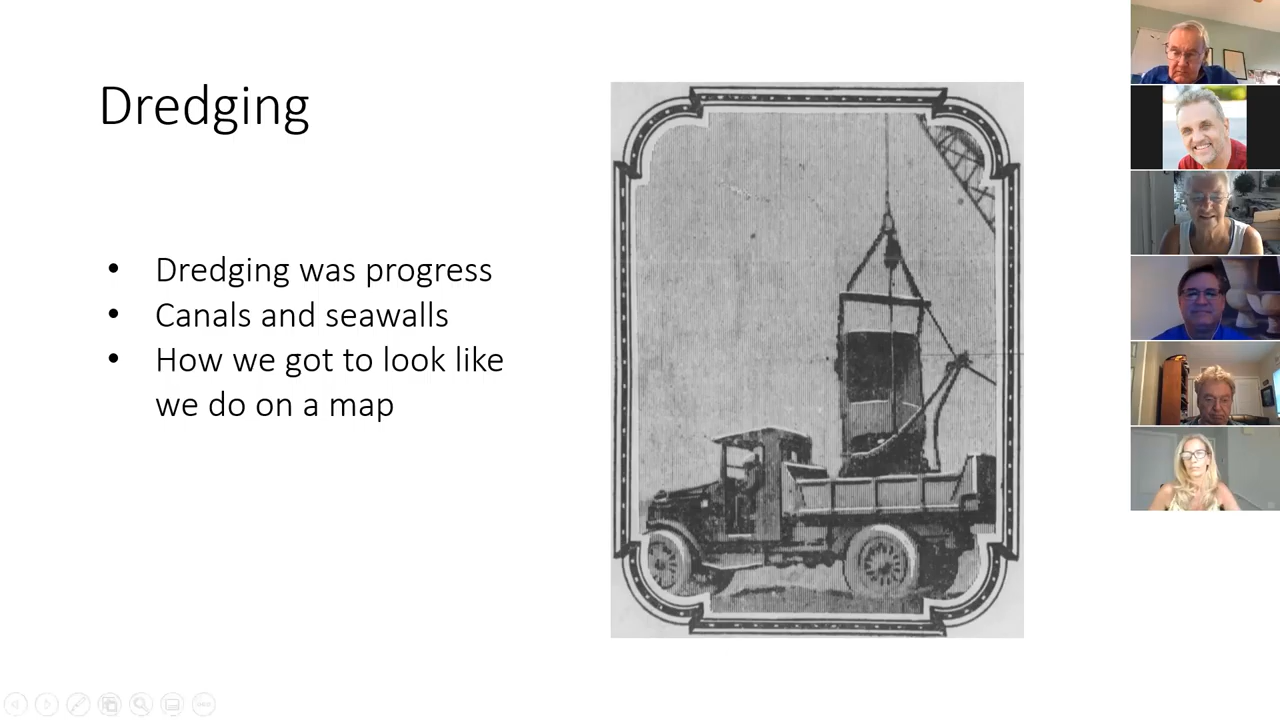 Dredging
• Dredging was progress
• Canals and seawalls
• How we got to look like
we do on a map